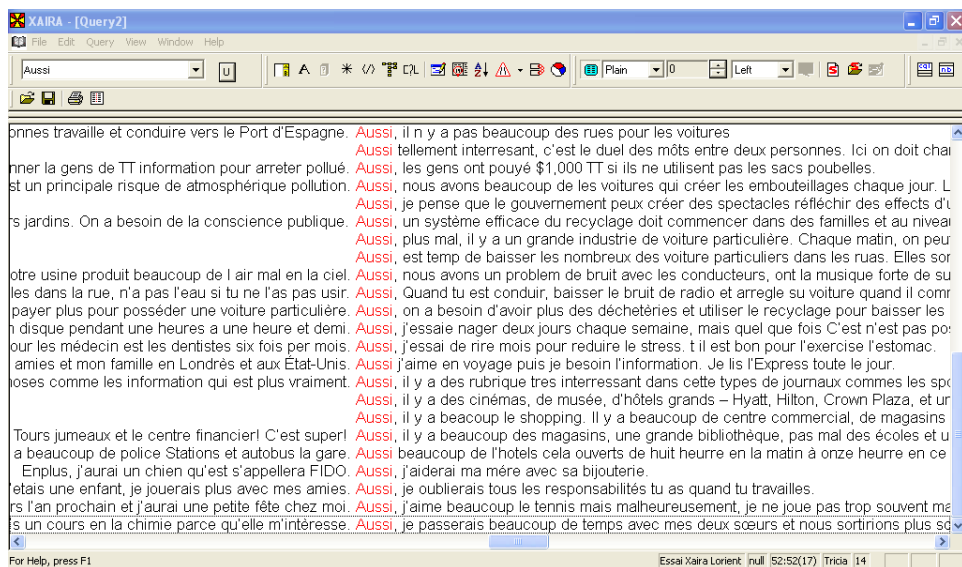 XAIRA - [Query2]
File Edit Query View Window Help
Aussi U A * </> Plain 0 Left
onnes travaille et conduire vers le Port d'Espagne. Aussi, il n y a pas beaucoup des rues pour les voitures
Aussi tellement interresant, c'est le duel des môts entre deux personnes. Ici on doit chai
nner la gens de TT information pour arreter pollué. Aussi, les gens ont pouyé $1,000 TT si ils ne utilisent pas les sacs poubelles.
st un principale risque de atmosphérique pollution. Aussi, nous avons beaucoup de les voitures qui créer les embouteillages chaque jour. L
Aussi, je pense que le gouvernement peux créer des spectacles réfléchir des effects d'u
s jardins. On a besoin de la conscience publique. Aussi, un système efficace du recyclage doit commencer dans des familles et au niveau
Aussi, plus mal, il y a un grande industrie de voiture particulière. Chaque matin, on peut
Aussi, est temp de baisser les nombreux des voiture particuliers dans les ruas. Elles son
otre usine produit beaucoup de l air mal en la ciel. Aussi, nous avons un problem de bruit avec les conducteurs, ont la musique forte de su
les dans la rue, n'a pas l'eau si tu ne l'as pas usir. Aussi, Quand tu est conduir, baisser le bruit de radio et arregle su voiture quand il comm
payer plus pour posséder une voiture particulière. Aussi, on a besoin d'avoir plus des déchetèries et utiliser le recyclage pour baisser les
n disque pendant une heures a une heure et demi. Aussi, j'essaie nager deux jours chaque semaine, mais quel que fois C'est n'est pas pos
our les médecin est les dentistes six fois per mois. Aussi, j'essai de rire mois pour reduire le stress. t il est bon pour l'exercise l'estomac.
amies et mon famille en Londrès et aux État-Unis. Aussi j'aime en voyage puis je besoin l'information. Je lis l'Express toute le jour.
noses comme les information qui est plus vraiment. Aussi, il y a des rubrique tres interressant dans cette types de journaux commes les spo
Aussi, il y a des cinémas, de musée, d'hôtels grands – Hyatt, Hilton, Crown Plaza, et un
Aussi, il y a beacoup le shopping. Il y a beaucoup de centre commercial, de magasins
Tours jumeaux et le centre financier! C'est super! Aussi, il y a beaucoup des magasins, une grande bibliothèque, pas mal des écoles et u
a beaucoup de police Stations et autobus la gare. Aussi beaucoup de l'hotels cela ouverts de huit heurre en la matin à onze heurre en ce
Enplus, j'aurai un chien qu'est s'appellera FIDO. Aussi, j'aiderai ma mére avec sa bijouterie.
'etais une enfant, je jouerais plus avec mes amies. Aussi, je oublierais tous les responsabilités tu as quand tu travailles.
rs l'an prochain et j'aurai une petite fête chez moi. Aussi, j'aime beaucoup le tennis mais malheureusement, je ne joue pas trop souvent ma
s un cours en la chimie parce qu'elle m'intèresse. Aussi, je passerais beaucoup de temps avec mes deux sœurs et nous sortirions plus so
For Help, press F1 Essai Xaira Lorient null 52:52(17) Tricia 14